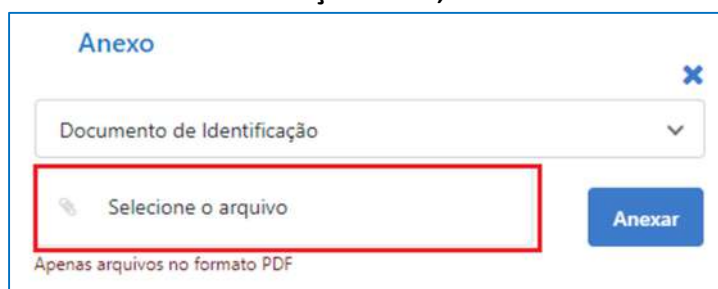 Anexo
Documento de Identificação
Selecione o arquivo
Anexar
Apenas arquivos no formato PDF